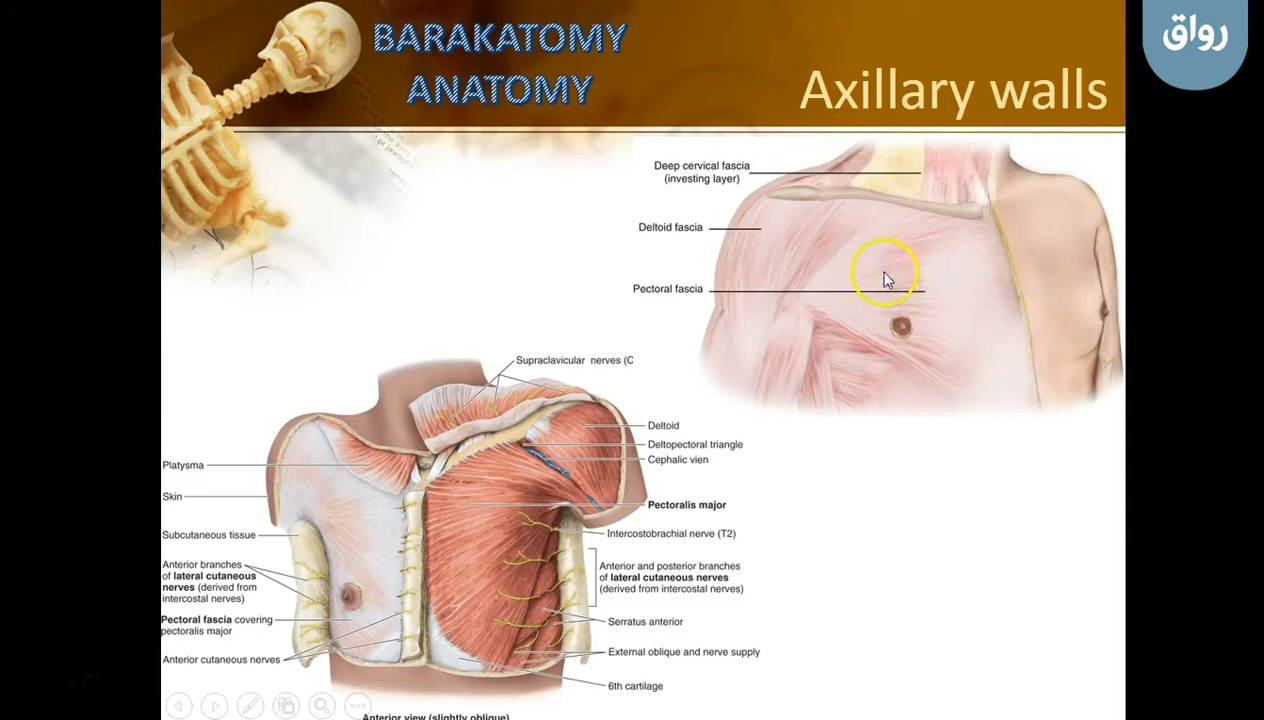 BARAKATOMY
ANATOMY
Axillary walls
رواق
Deep cervical fascia
(investing layer)
Deltoid fascia
Pectoral fascia
Supraclavicular nerves (C
Platysma
Skin
Subcutaneous tissue
Anterior branches
of lateral cutaneous
nerves (derived from
intercostal nerves)
Pectoral fascia covering
pectoralis major
Anterior cutaneous nerves
Deltoid
Deltopectoral triangle
Cephalic vien
Pectoralis major
Intercostobrachial nerve (T2)
Anterior and posterior branches
of lateral cutaneous nerves
(derived from intercostal nerves)
Serratus anterior
External oblique and nerve supply
6th cartilage
Anterior view (slightly oblique)